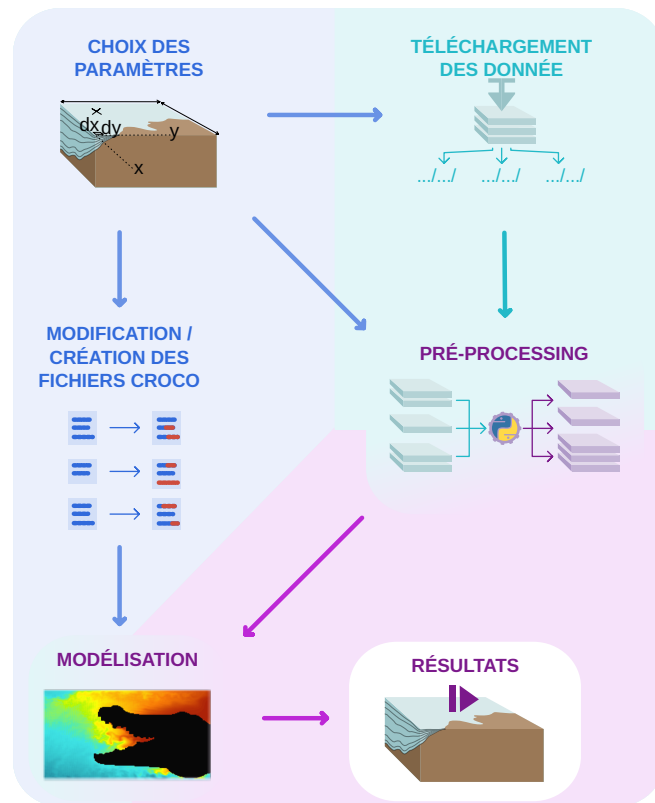 CHOIX DES
PARAMÈTRES
dx
dy
y
x
TÉLÉCHARGEMENT
DES DONNÉE
.../.../ .../.../ .../.../
MODIFICATION /
CRÉATION DES
FICHIERS CROCO
PRÉ-PROCESSING
MODÉLISATION
RÉSULTATS